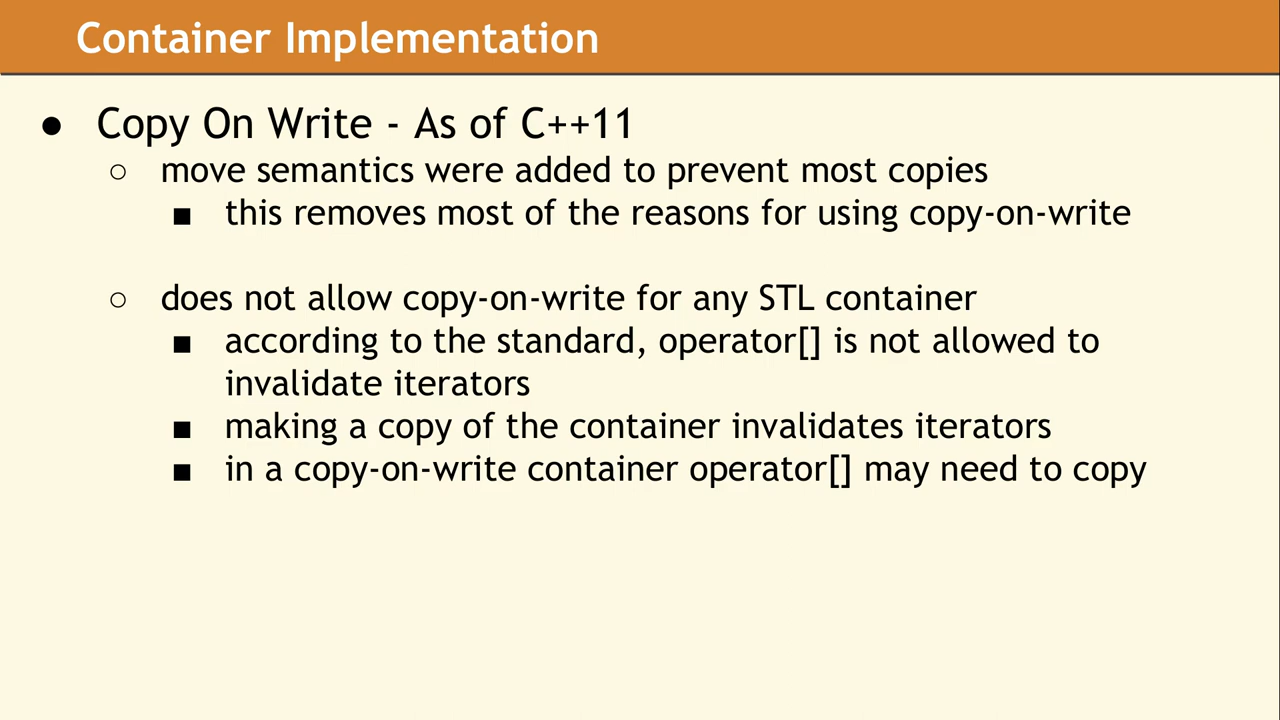 Container Implementation
● Copy On Write - As of C++11
○ move semantics were added to prevent most copies
■ this removes most of the reasons for using copy-on-write
○ does not allow copy-on-write for any STL container
■ according to the standard, operator[] is not allowed to
invalidate iterators
■ making a copy of the container invalidates iterators
■ in a copy-on-write container operator[] may need to copy